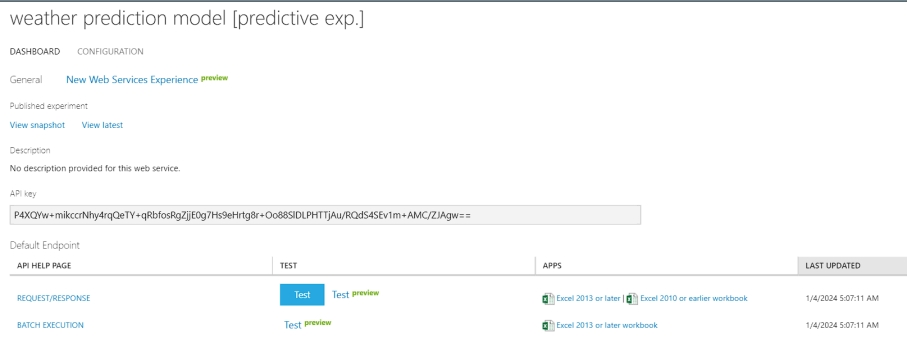 weather prediction model [predictive exp.]
DASHBOARD CONFIGURATION
General New Web Services Experience preview
Published experiment
View snapshot View latest
Description
No description provided for this web service.
API key
P4XQYw+mikccrNhy4rqQeTY+qRbfosRgZjjE0g7Hs9eHrtg8r+Oo88SlDLPHTTjAu/RQdS4SEv1m+AMC/ZJAgw==
Default Endpoint
API HELP PAGE TEST APPS LAST UPDATED
REQUEST/RESPONSE Test Test preview Excel 2013 or later | Excel 2010 or earlier workbook 1/4/2024 5:07:11 AM
BATCH EXECUTION Test preview Excel 2013 or later workbook 1/4/2024 5:07:11 AM